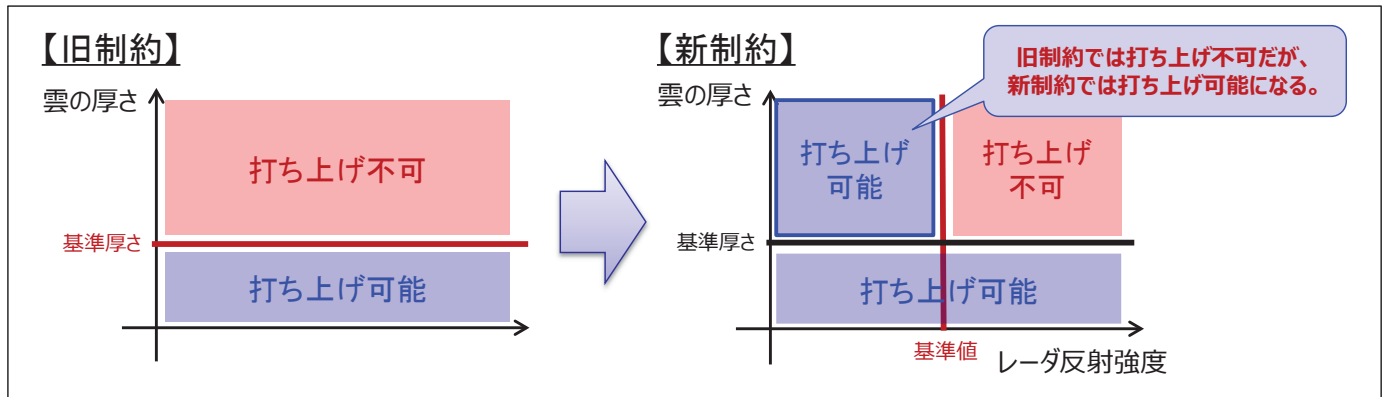 【旧制約】
雲の厚さ
打ち上げ不可
基準厚さ
打ち上げ可能
【新制約】
旧制約では打ち上げ不可だが、
新制約では打ち上げ可能になる。
雲の厚さ
打ち上げ
可能
打ち上げ
不可
基準厚さ
打ち上げ可能
基準値
レーダ反射強度